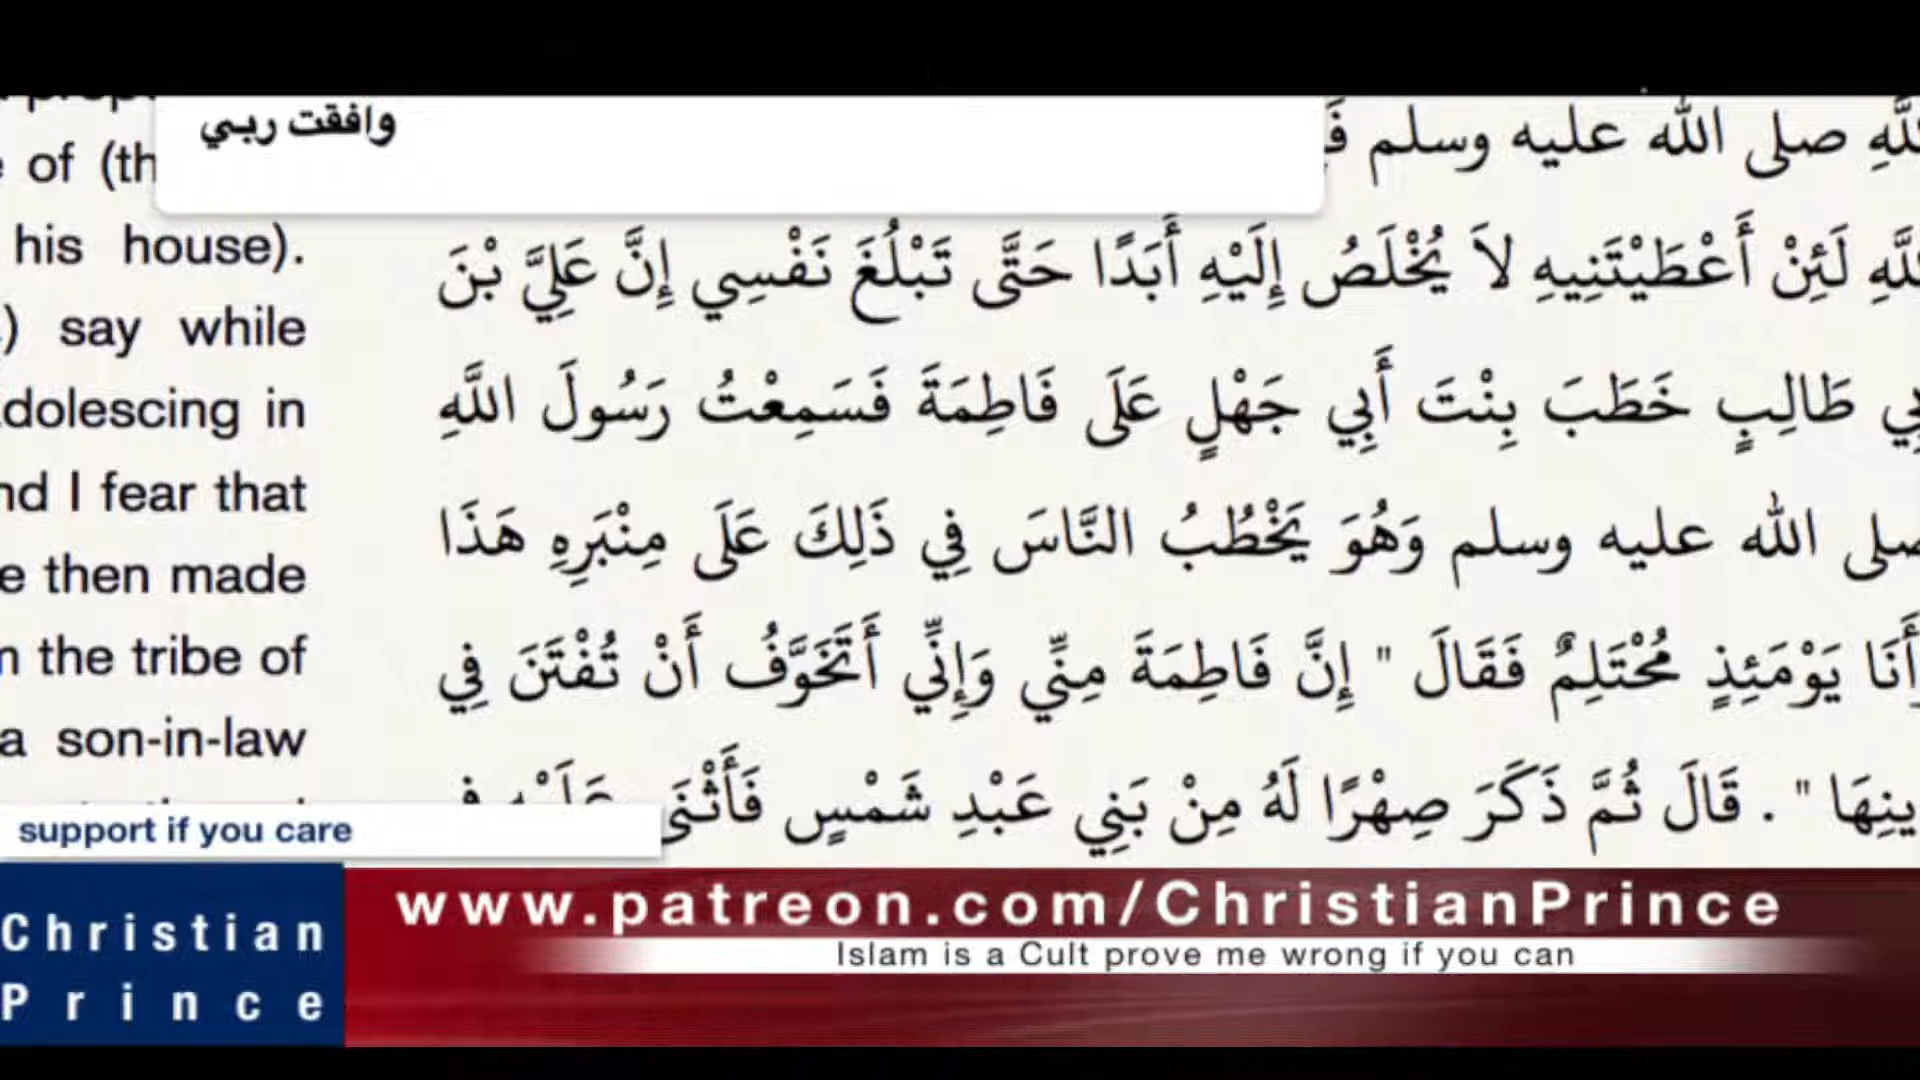 وافقت ربي
e of (th
his house).
) say while
dolescing in
nd I fear that
e then made
m the tribe of
a son-in-law
صلى الله عليه وسلم
لَئِنْ أَعْطَيْتَنِيهِ لاَ يُخْلَصُ إِلَيْهِ أَبَدًا حَتَّى تَبْلُغَ نَفْسِي إِنَّ عَلِيَّ بْنَ
بِي طَالِبٍ خَطَبَ بِنْتَ أَبِي جَهْلٍ عَلَى فَاطِمَةَ فَسَمِعْتُ رَسُولَ اللَّهِ
صلى الله عليه وسلم وَهُوَ يَخْطُبُ النَّاسَ فِي ذَلِكَ عَلَى مِنْبَرِهِ هَذَا
أَنَا يَوْمَئِذٍ مُحْتَلِمٌ فَقَالَ " إِنَّ فَاطِمَةَ مِنِّي وَإِنِّي أَتَخَوَّفُ أَنْ تُفْتَنَ فِي
ينِهَا " . قَالَ ثُمَّ ذَكَرَ صِهْرًا لَهُ مِنْ بَنِي عَبْدِ شَمْسٍ فَأَثْنَى
support if you care
Christian
Prince
www.patreon.com/ChristianPrince
Islam is a Cult prove me wrong if you can